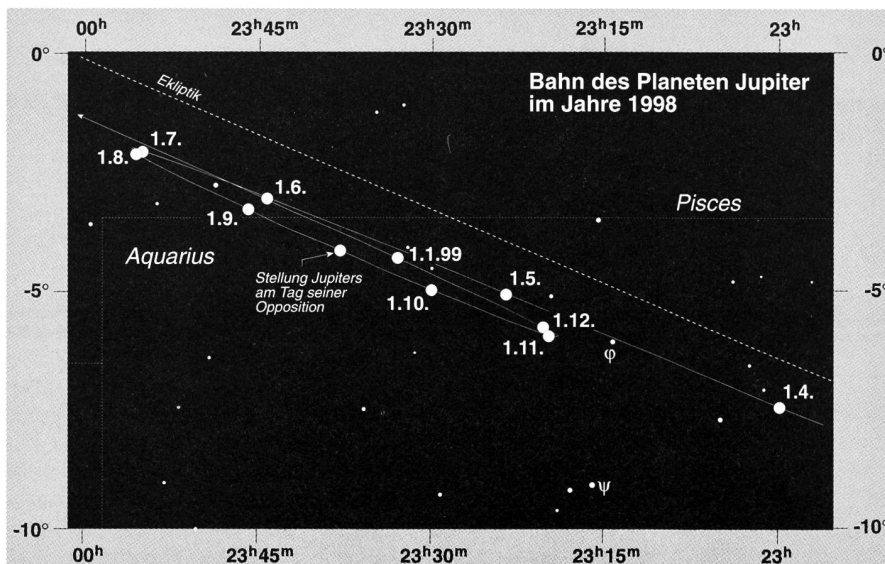 00h 23h45m 23h30m 23h15m 23h
0° 0°
Bahn des Planeten Jupiter
im Jahre 1998
Ekliptik
1.7.
1.8.
1.6.
1.9.
Pisces
Aquarius
1.1.99
Stellung Jupiters
am Tag seiner
Opposition
1.5.
-5° -5°
1.10.
1.12.
1.11.
φ
1.4.
ψ
-10° -10°
00h 23h45m 23h30m 23h15m 23h